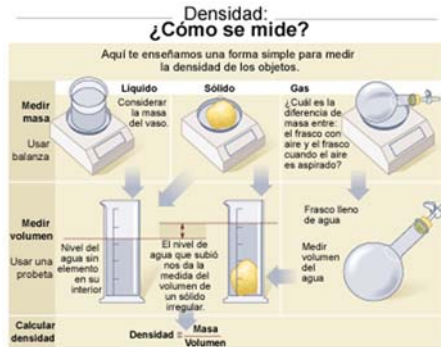 Densidad:
¿Cómo se mide?
Aquí te enseñamos una forma simple para medir
la densidad de los objetos.
Líquido
Sólido
Gas
Medir
masa
Usar
balanza
Considerar
la masa
del vaso.
¿Cuál es la
diferencia de
masa entre:
el frasco con
aire y el frasco
cuando el aire
es aspirado?
Medir
volumen
Usar una
probeta
Nivel del
agua sin
elemento
en su
interior
El nivel de
agua que subió
nos da la medida
del volumen
de un
sólido
irregular.
Frasco lleno
de agua
Medir
volumen
del
agua
Calcular
densidad
Densidad = Masa
Volumen